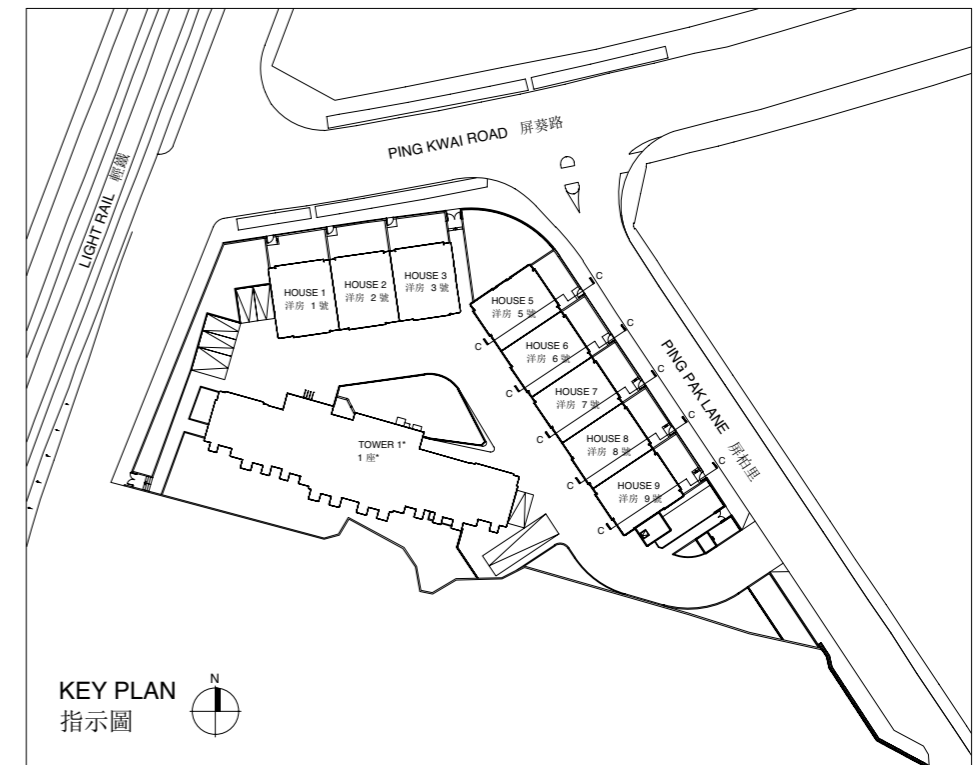 PING KWAI ROAD 屏葵路
LIGHT RAIL 輕鐵
HOUSE 1
洋房 1 號
HOUSE 2
洋房 2 號
HOUSE 3
洋房 3 號
HOUSE 5
洋房 5 號
HOUSE 6
洋房 6 號
HOUSE 7
洋房 7 號
HOUSE 8
洋房 8 號
HOUSE 9
洋房 9 號
C
C
C
C
C
C
C
C
C
C
PING PAK LANE 屏柏里
TOWER 1*
1 座*
KEY PLAN
指示圖
N